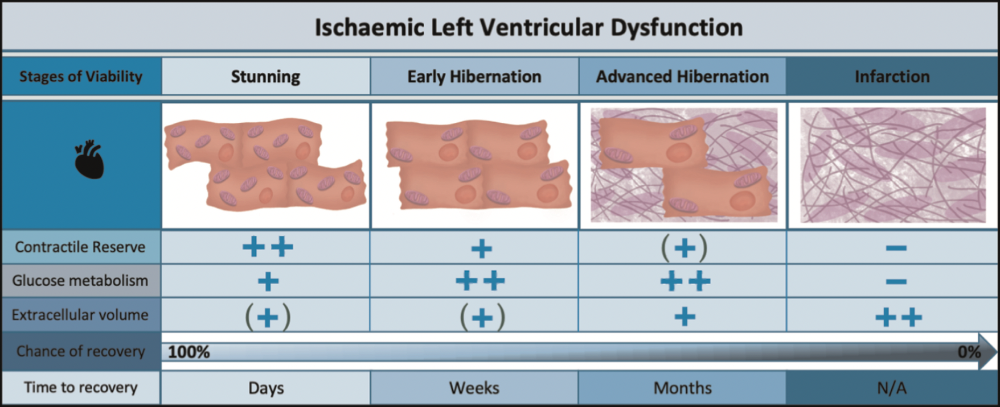 Ischaemic Left Ventricular Dysfunction
Stages of Viability Stunning Early Hibernation Advanced Hibernation Infarction
Contractile Reserve ++ + (+) −
Glucose metabolism + ++ ++ −
Extracellular volume (+) (+) + ++
Chance of recovery 100% 0%
Time to recovery Days Weeks Months N/A